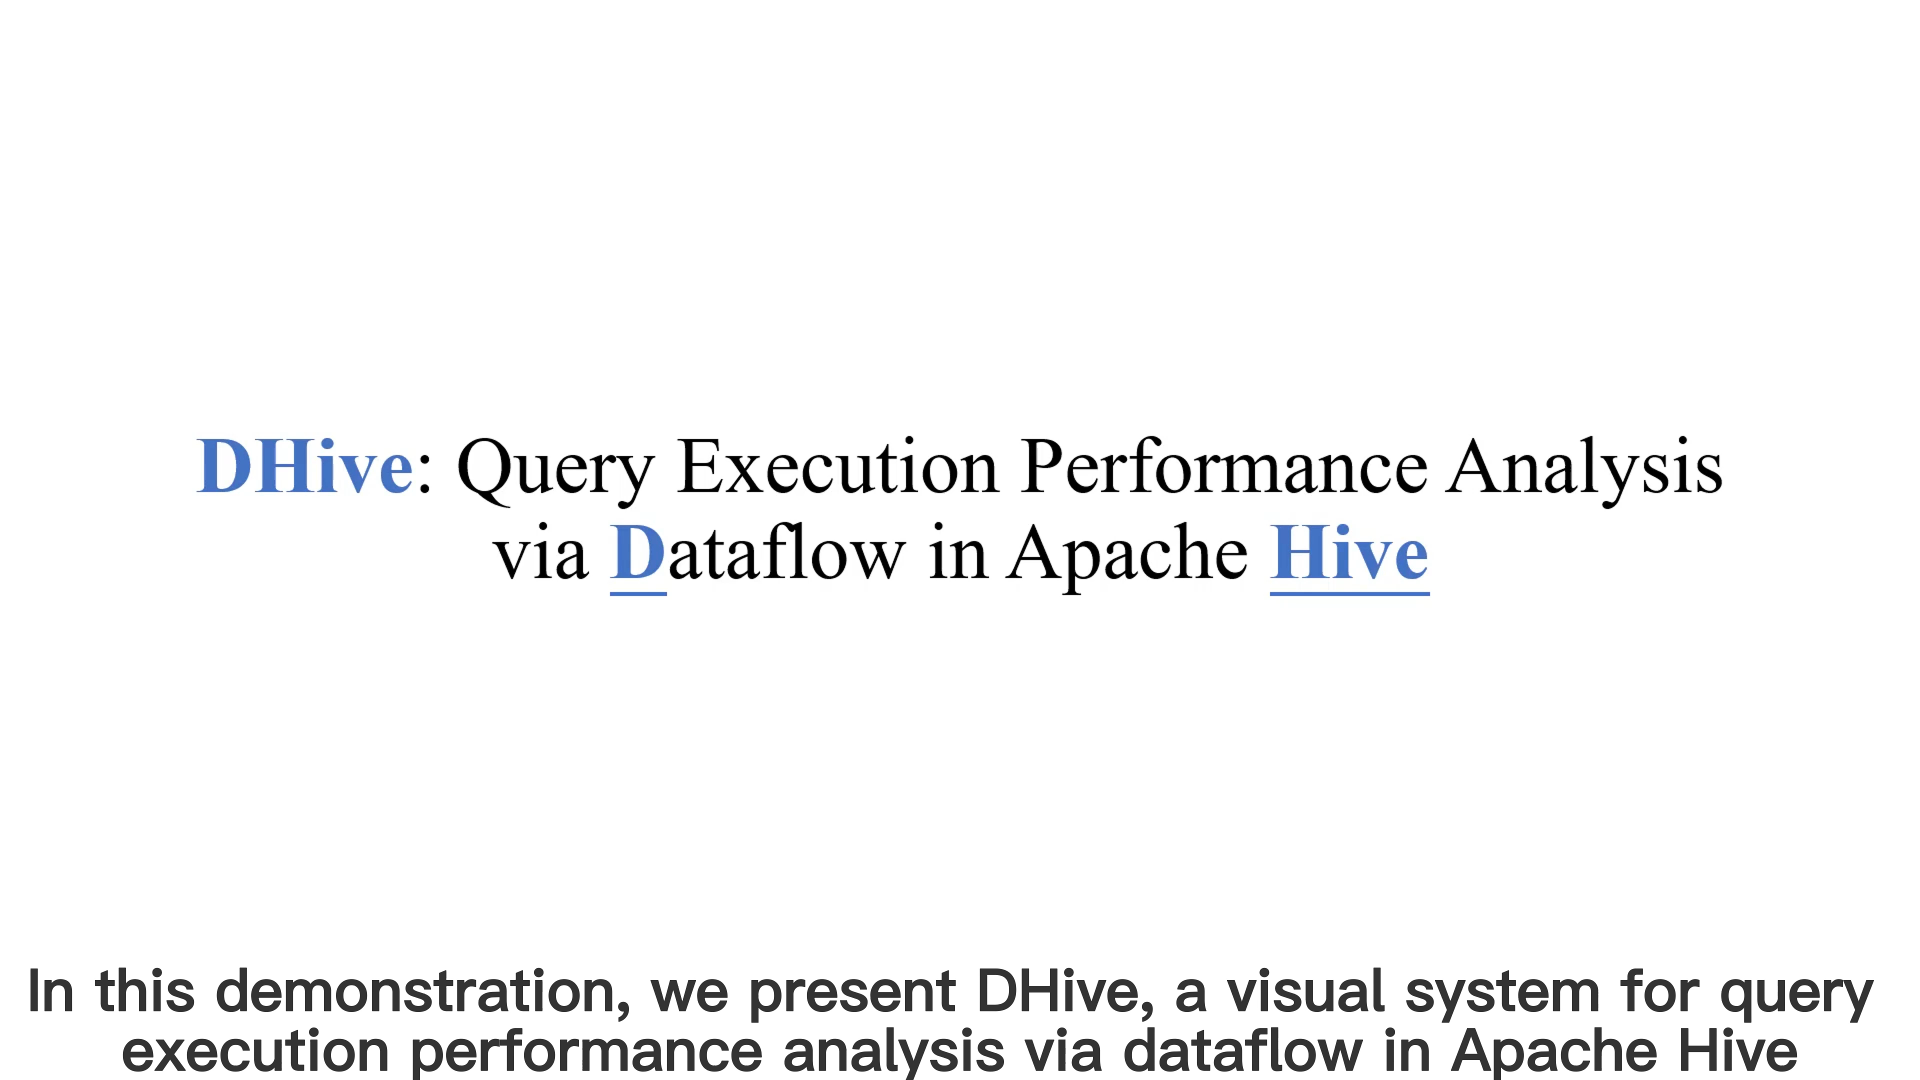 DHive: Query Execution Performance Analysis
via Dataflow in Apache Hive
In this demonstration, we present DHive, a visual system for query
execution performance analysis via dataflow in Apache Hive